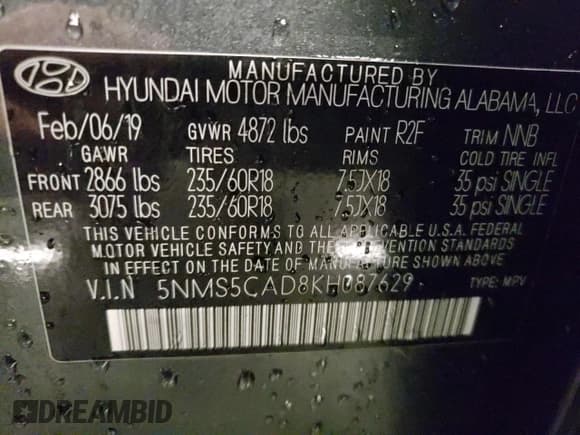 MANUFACTURED BY
HYUNDAI MOTOR MANUFACTURING ALABAMA, LLC
Feb/06/19 GVWR 4872 lbs PAINT R2F TRIM NNB
GAWR TIRES RIMS COLD TIRE INFL
FRONT 2866 lbs 235/60R18 7.5JX18 35 psi SINGLE
REAR 3075 lbs 235/60R18 7.5JX18 35 psi SINGLE
THIS VEHICLE CONFORMS TO ALL APPLICABLE U.S.A. FEDERAL
MOTOR VEHICLE SAFETY AND THEFT PREVENTION STANDARDS
IN EFFECT ON THE DATE OF MANUFACTURE SHOWN ABOVE
V.I.N 5NMS5CAD8KH087629 TYPE: MPV
DREAMBID